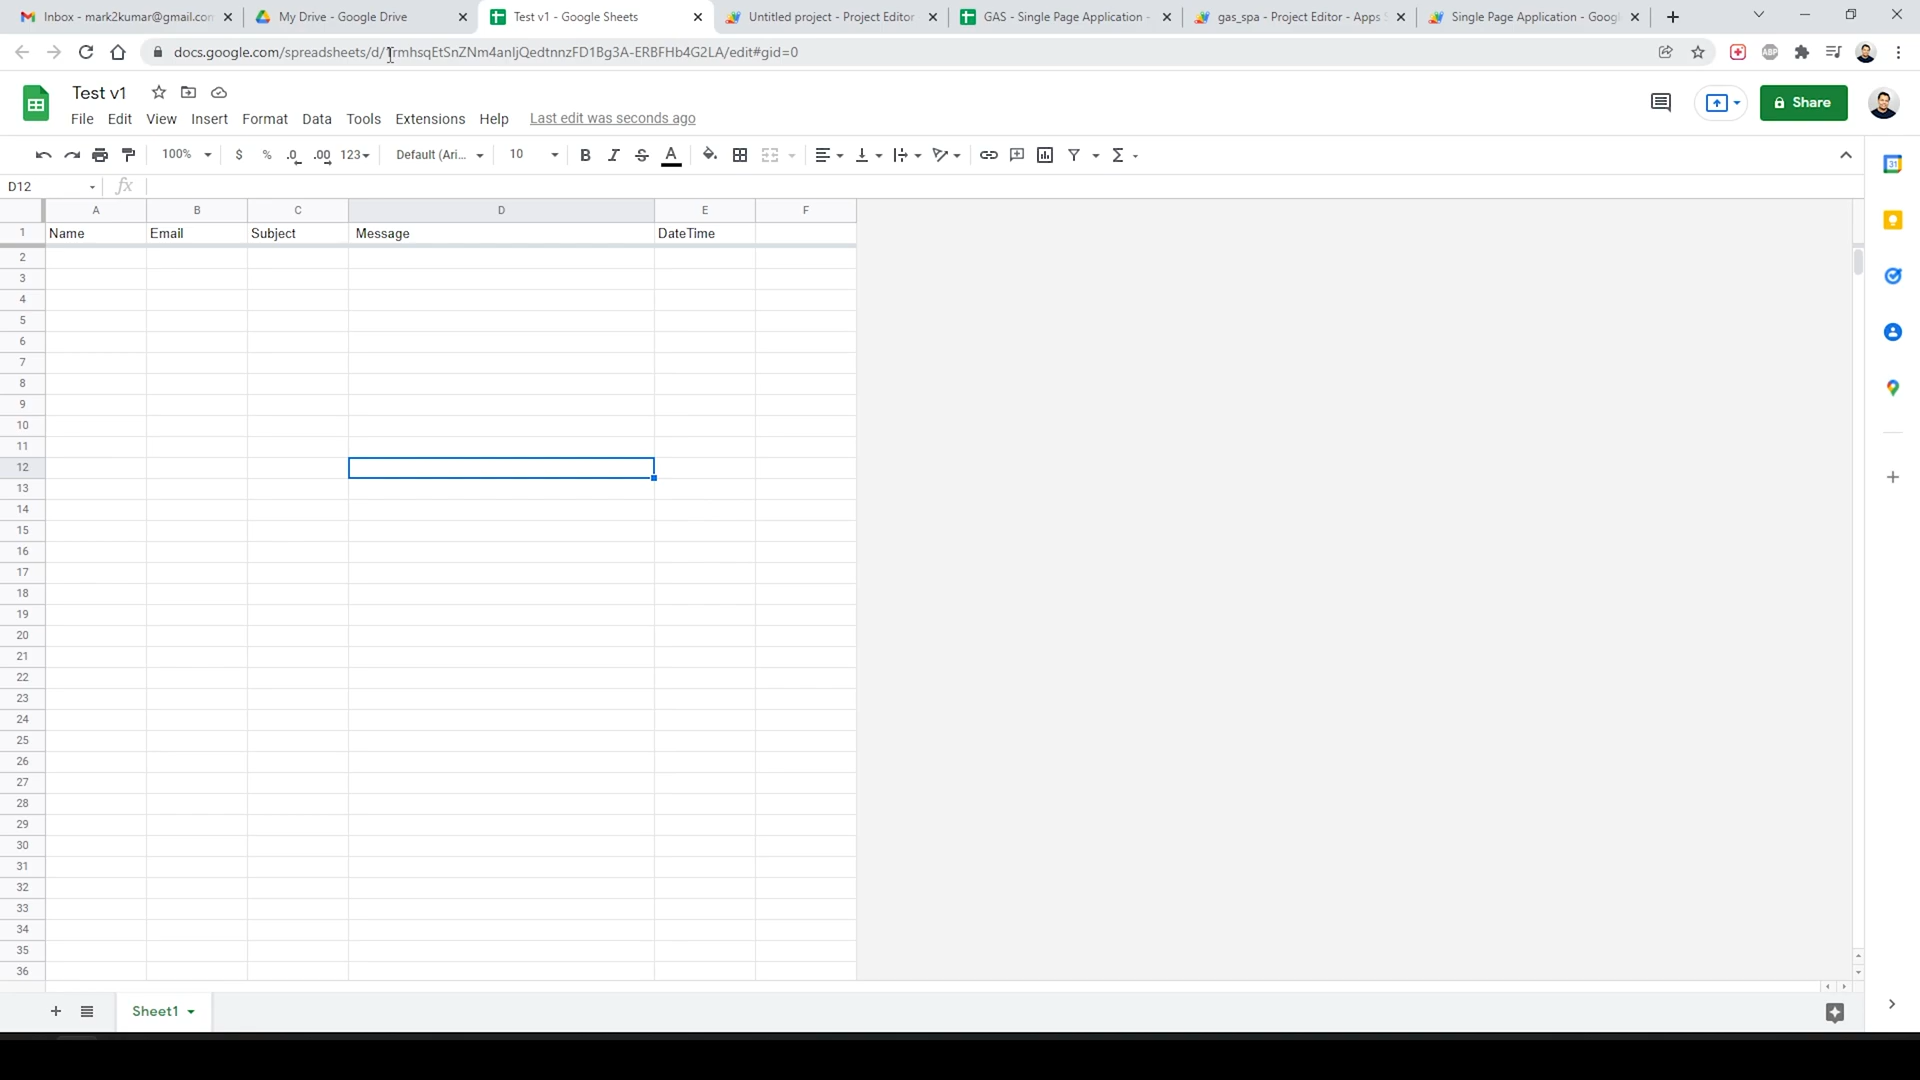 Inbox - mark2kumar@gmail.com
My Drive - Google Drive
Test v1 - Google Sheets
Untitled project - Project Editor
GAS - Single Page Application -
gas_spa - Project Editor - Apps S
Single Page Application - Googl
docs.google.com/spreadsheets/d/1rmhsqEtSnZNm4anIjQedtnnzFD1Bg3A-ERBFHb4G2LA/edit#gid=0
ABP
Test v1
File Edit View Insert Format Data Tools Extensions Help Last edit was seconds ago
Share
100% $ % .0 .00 123 Default (Ari... 10 B I S A Σ
31
D12 fx
A B C D E F
1 Name Email Subject Message DateTime
2
3
4
5
6
7
8
9
10
11
12
13
14
15
16
17
18
19
20
21
22
23
24
25
26
27
28
29
30
31
32
33
34
35
36
Sheet1